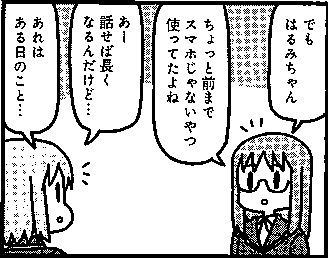 でも
はるみちゃん
ちょっと前まで
スマホじゃないやつ
使ってたよね
あー
話せば長く
なるんだけど…
あれは
ある日のこと…